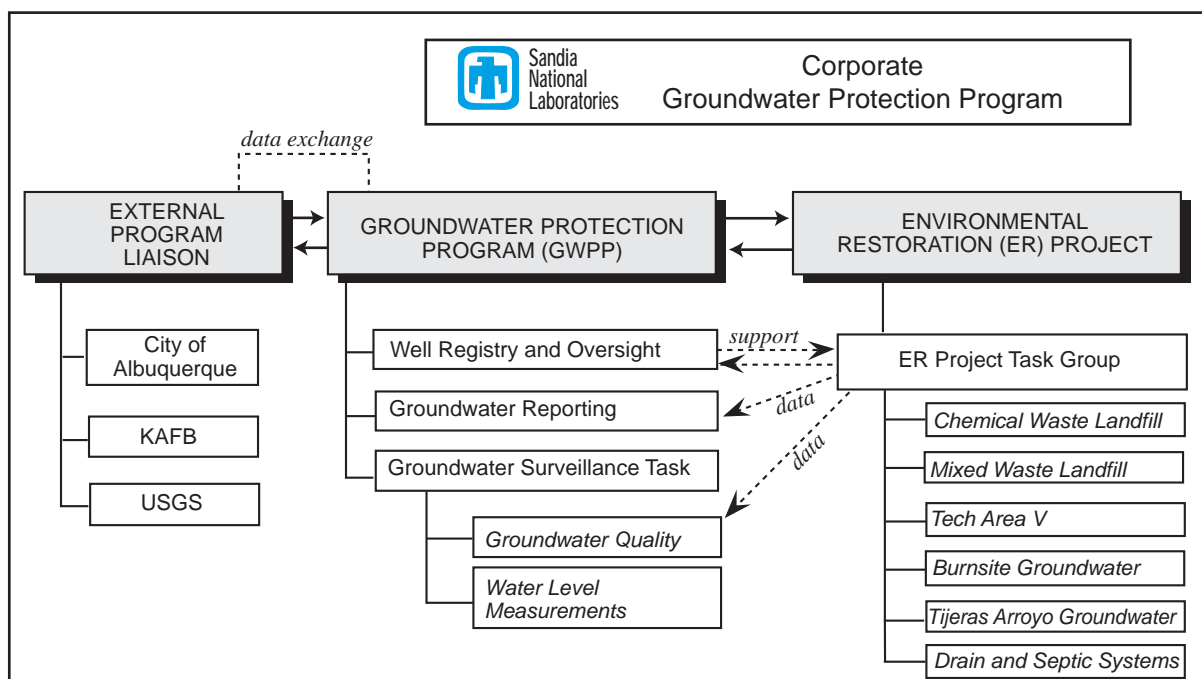 Sandia
National
Laboratories
Corporate
Groundwater Protection Program
data exchange
EXTERNAL
PROGRAM
LIAISON
GROUNDWATER PROTECTION
PROGRAM (GWPP)
ENVIRONMENTAL
RESTORATION (ER) PROJECT
City of
Albuquerque
KAFB
USGS
Well Registry and Oversight
Groundwater Reporting
Groundwater Surveillance Task
Groundwater Quality
Water Level
Measurements
support
data
data
ER Project Task Group
Chemical Waste Landfill
Mixed Waste Landfill
Tech Area V
Burnsite Groundwater
Tijeras Arroyo Groundwater
Drain and Septic Systems